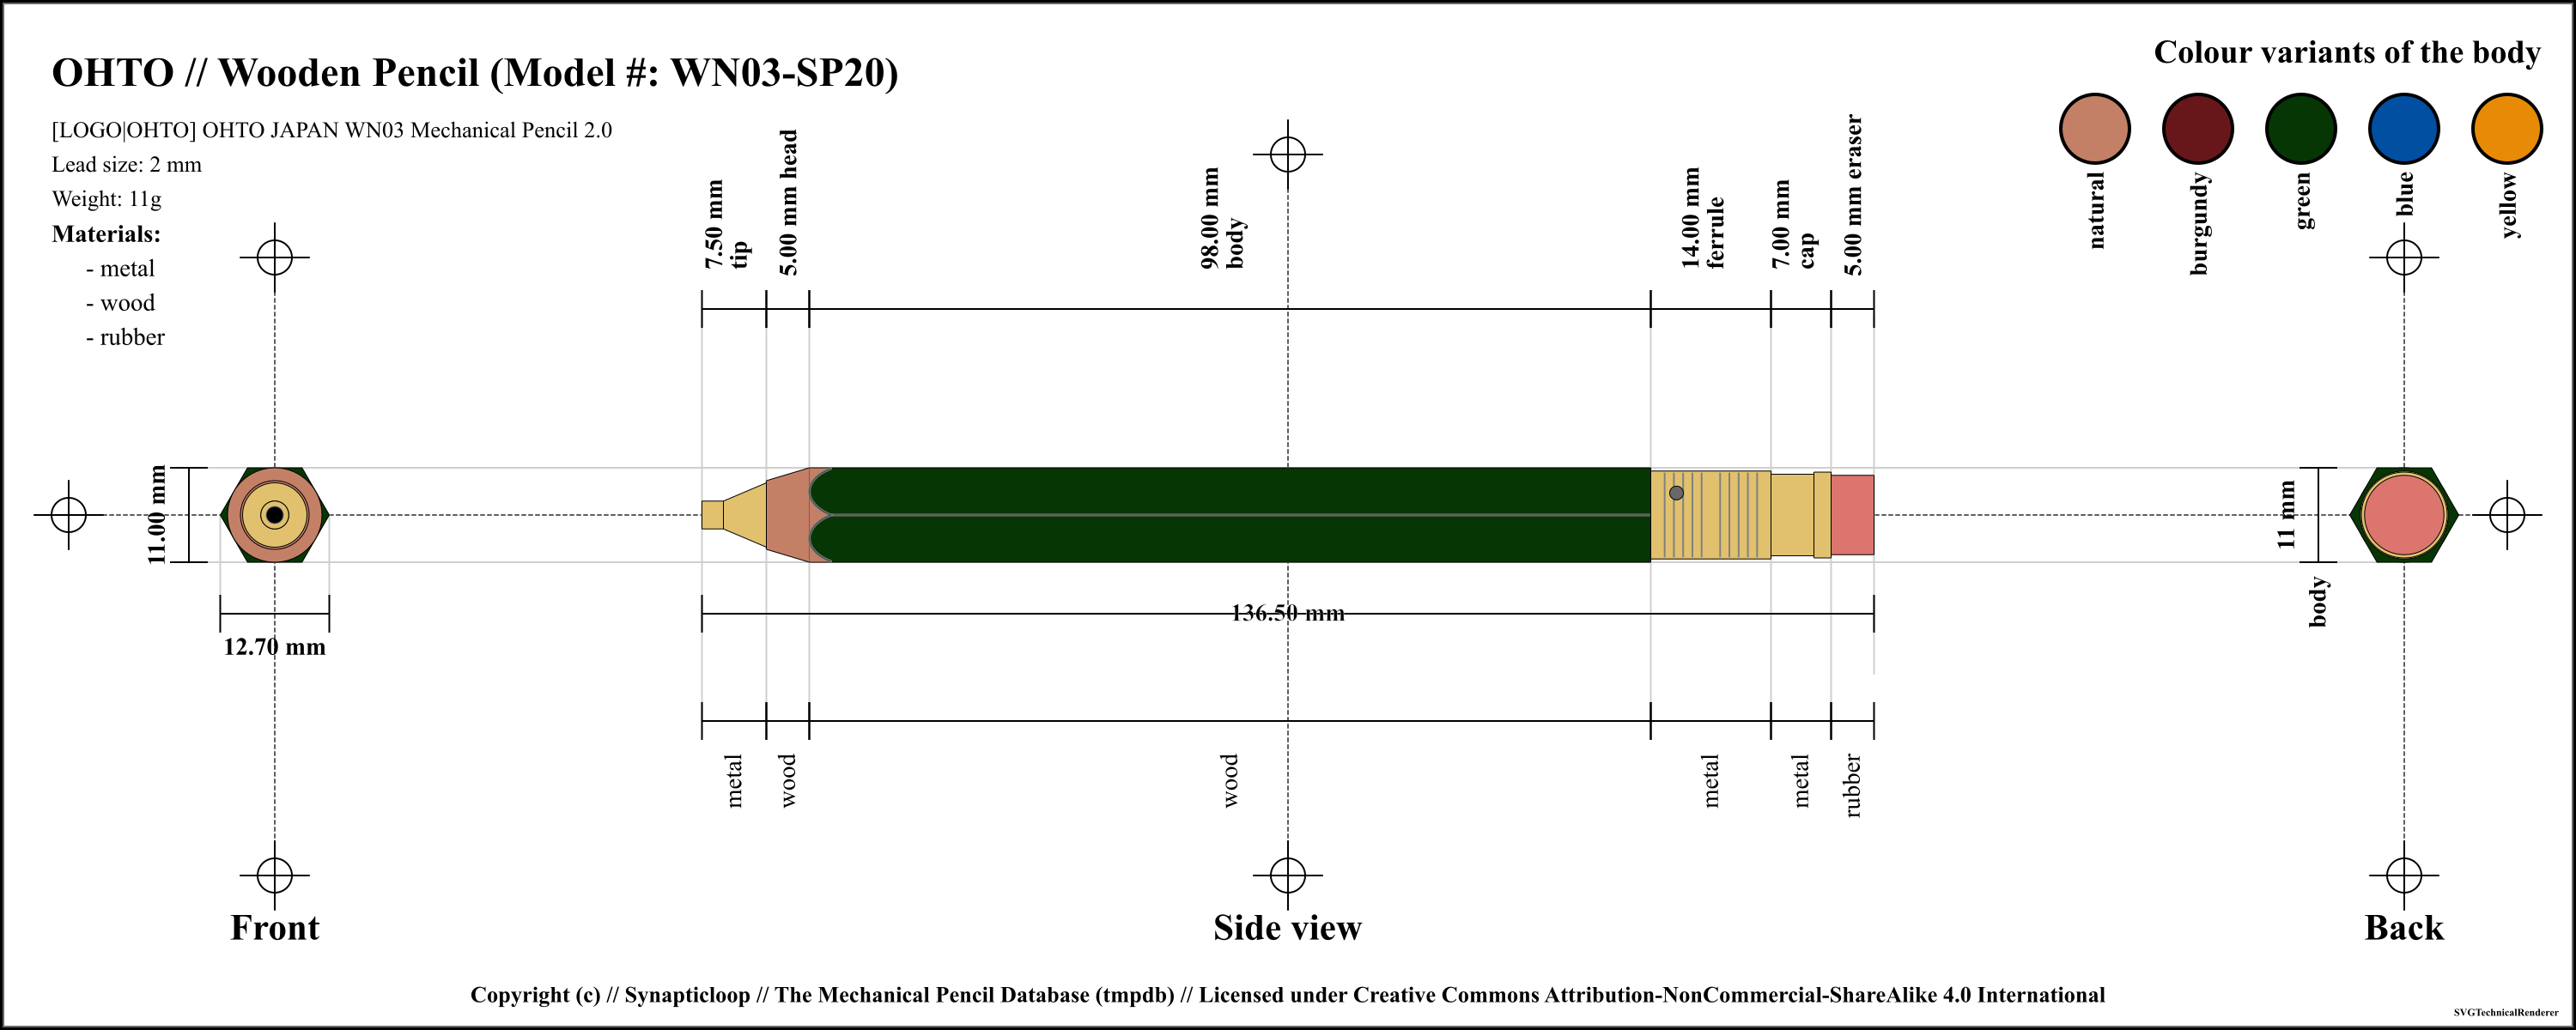 OHTO // Wooden Pencil (Model #: WN03-SP20)
[LOGO|OHTO] OHTO JAPAN WN03 Mechanical Pencil 2.0
Lead size: 2 mm
Weight: 11g
Materials:
- metal
- wood
- rubber
Colour variants of the body
natural
burgundy
green
blue
yellow
7.50 mm
tip
5.00 mm head
98.00 mm
body
14.00 mm
ferrule
7.00 mm
cap
5.00 mm eraser
11.00 mm
12.70 mm
136.50 mm
11 mm
body
metal
wood
wood
metal
metal
rubber
Front
Side view
Back
Copyright (c) // Synapticloop // The Mechanical Pencil Database (tmpdb) // Licensed under Creative Commons Attribution-NonCommercial-ShareAlike 4.0 International
SVGTechnicalRenderer